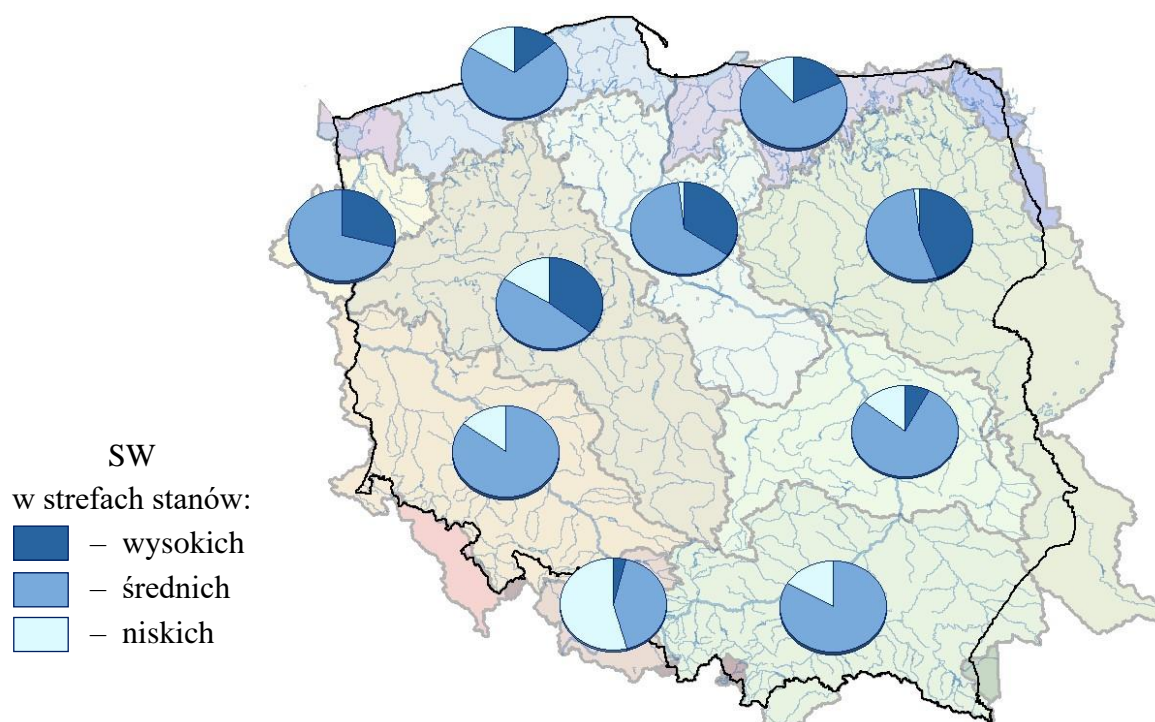 SW
w strefach stanów:
– wysokich
– średnich
– niskich